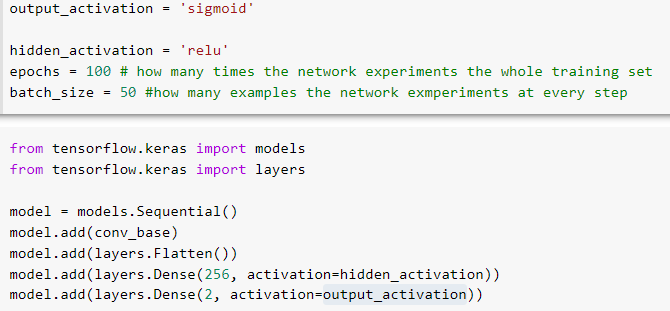 output_activation = 'sigmoid'
hidden_activation = 'relu'
epochs = 100 # how many times the network experiments the whole training set
batch_size = 50 #how many examples the network exmperiments at every step
from tensorflow.keras import models
from tensorflow.keras import layers
model = models.Sequential()
model.add(conv_base)
model.add(layers.Flatten())
model.add(layers.Dense(256, activation=hidden_activation))
model.add(layers.Dense(2, activation=output_activation))